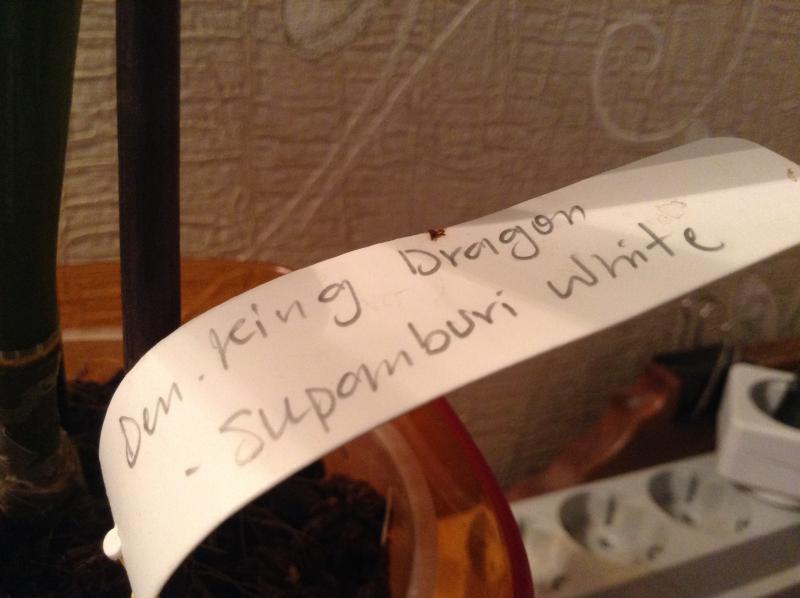 Den. King Dragon
- Supamburi White